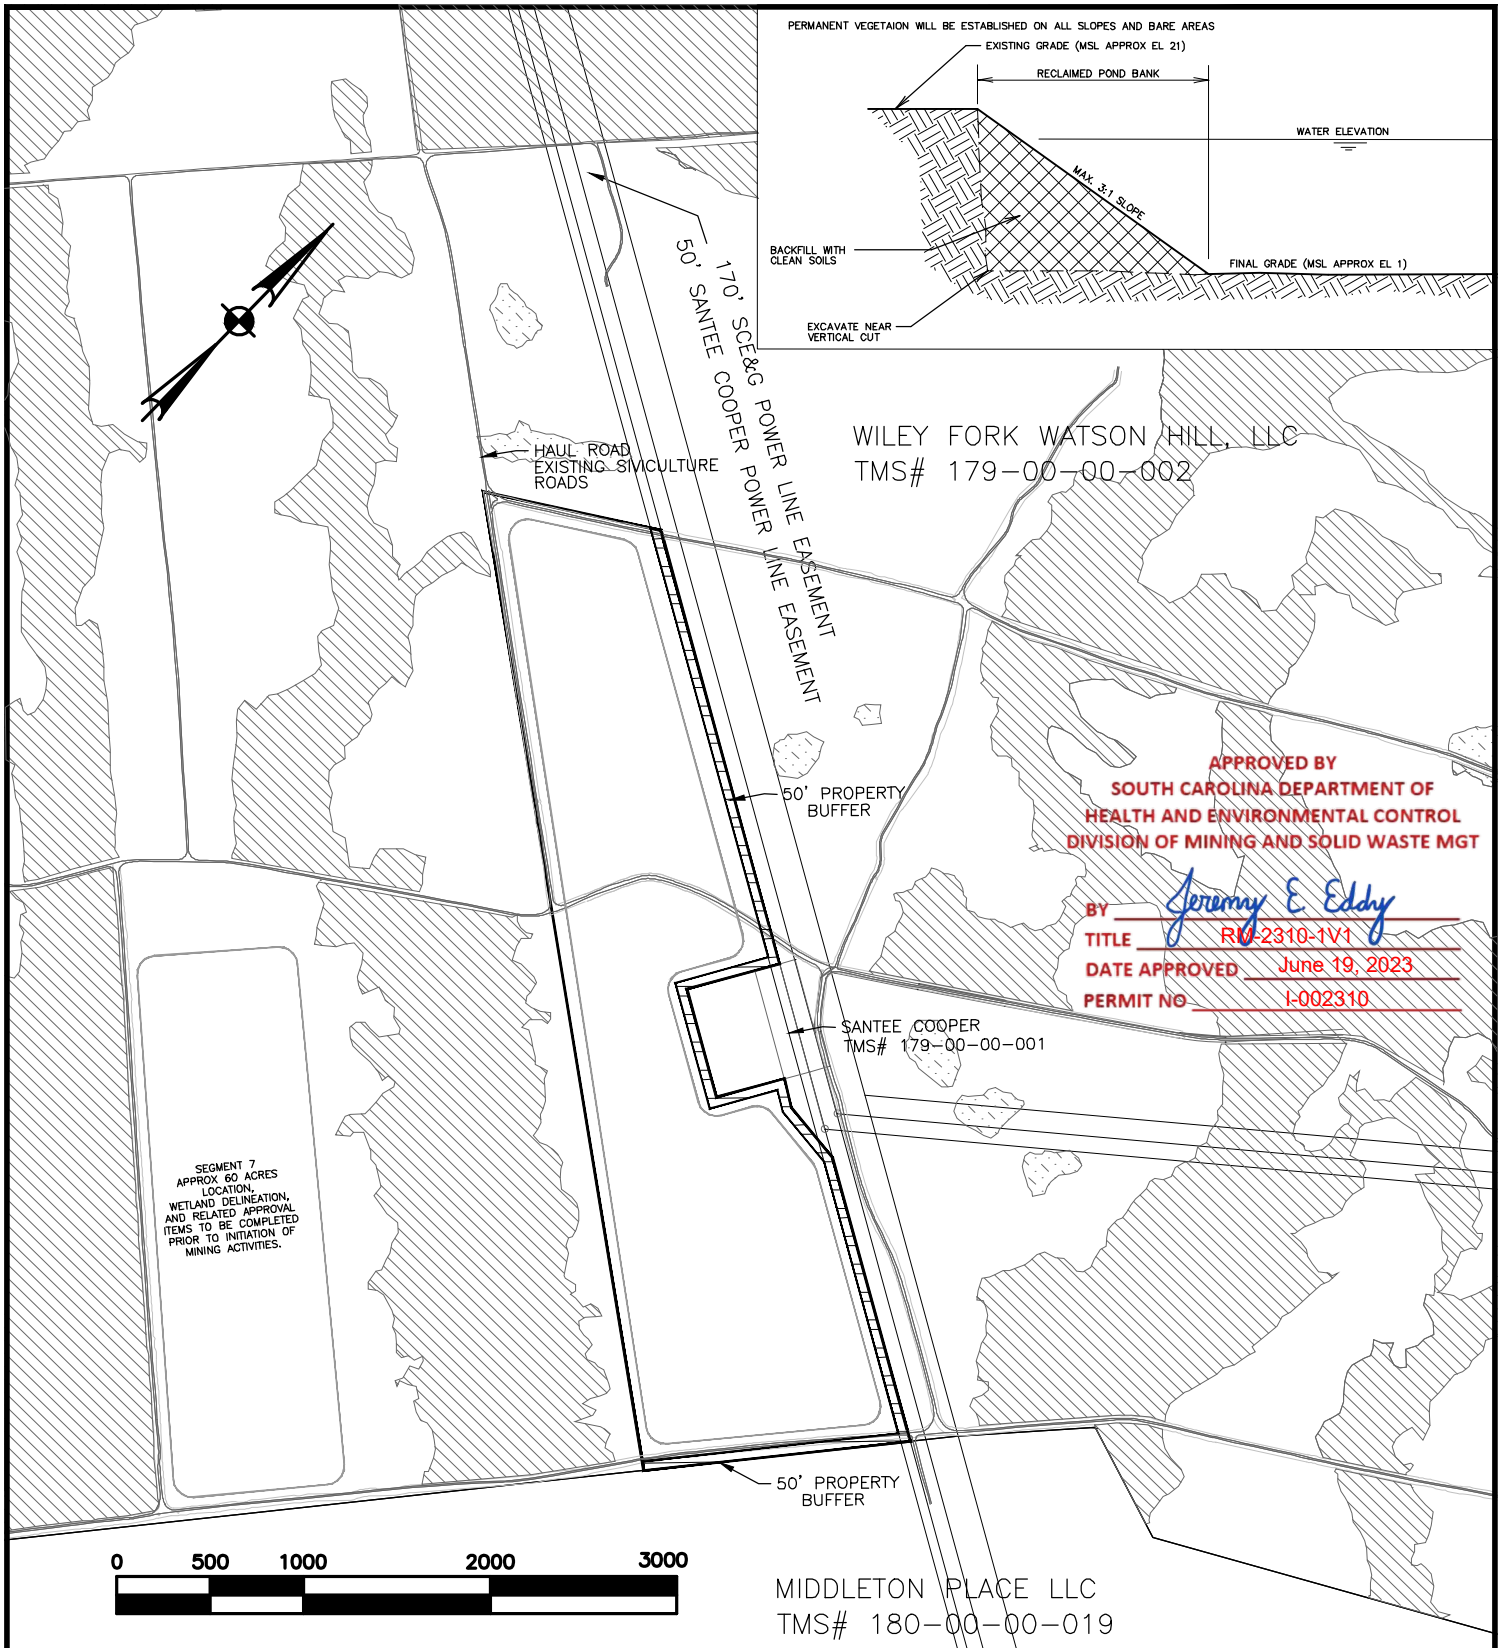 PERMANENT VEGETAION WILL BE ESTABLISHED ON ALL SLOPES AND BARE AREAS
EXISTING GRADE (MSL APPROX EL 21)
RECLAIMED POND BANK
WATER ELEVATION
MAX. 3:1 SLOPE
BACKFILL WITH
CLEAN SOILS
FINAL GRADE (MSL APPROX EL 1)
EXCAVATE NEAR
VERTICAL CUT
170' SCE&G POWER LINE EASEMENT
50' SANTEE COOPER POWER LINE EASEMENT
WILEY FORK WATSON HILL, LLC
TMS# 179-00-00-002
HAUL ROAD
EXISTING SIVICULTURE
ROADS
50' PROPERTY
BUFFER
APPROVED BY
SOUTH CAROLINA DEPARTMENT OF
HEALTH AND ENVIRONMENTAL CONTROL
DIVISION OF MINING AND SOLID WASTE MGT
BY Jeremy E. Eddy
TITLE RM-2310-1V1
DATE APPROVED June 19, 2023
PERMIT NO I-002310
SANTEE COOPER
TMS# 179-00-00-001
SEGMENT 7
APPROX 60 ACRES
LOCATION,
WETLAND DELINEATION,
AND RELATED APPROVAL
ITEMS TO BE COMPLETED
PRIOR TO INITIATION OF
MINING ACTIVITIES.
50' PROPERTY
BUFFER
0 500 1000 2000 3000
MIDDLETON PLACE LLC
TMS# 180-00-00-019